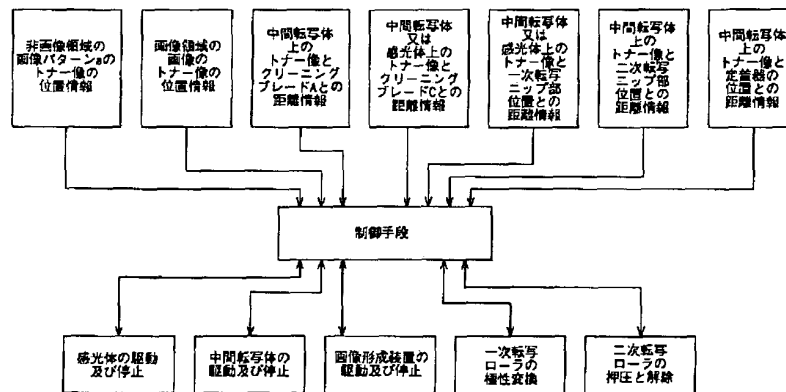 非画像領域の
画像パターンaの
トナー像の
位置情報
画像領域の
画像の
トナー像の
位置情報
中間転写体
上の
トナー像と
クリーニング
ブレードAとの
距離情報
中間転写体
又は
感光体上の
トナー像と
クリーニング
ブレードCとの
距離情報
中間転写体
又は
感光体上の
トナー像と
一次転写
ニップ部
位置との
距離情報
中間転写体
上の
トナー像と
二次転写
ニップ部
位置との
距離情報
中間転写体
上の
トナー像と
定着器の
位置との
距離情報
制御手段
感光体の駆動
及び停止
中間転写体の
駆動及び停止
画像形成装置の
駆動及び停止
一次転写
ローラの
極性変換
二次転写
ローラの
押圧と解除